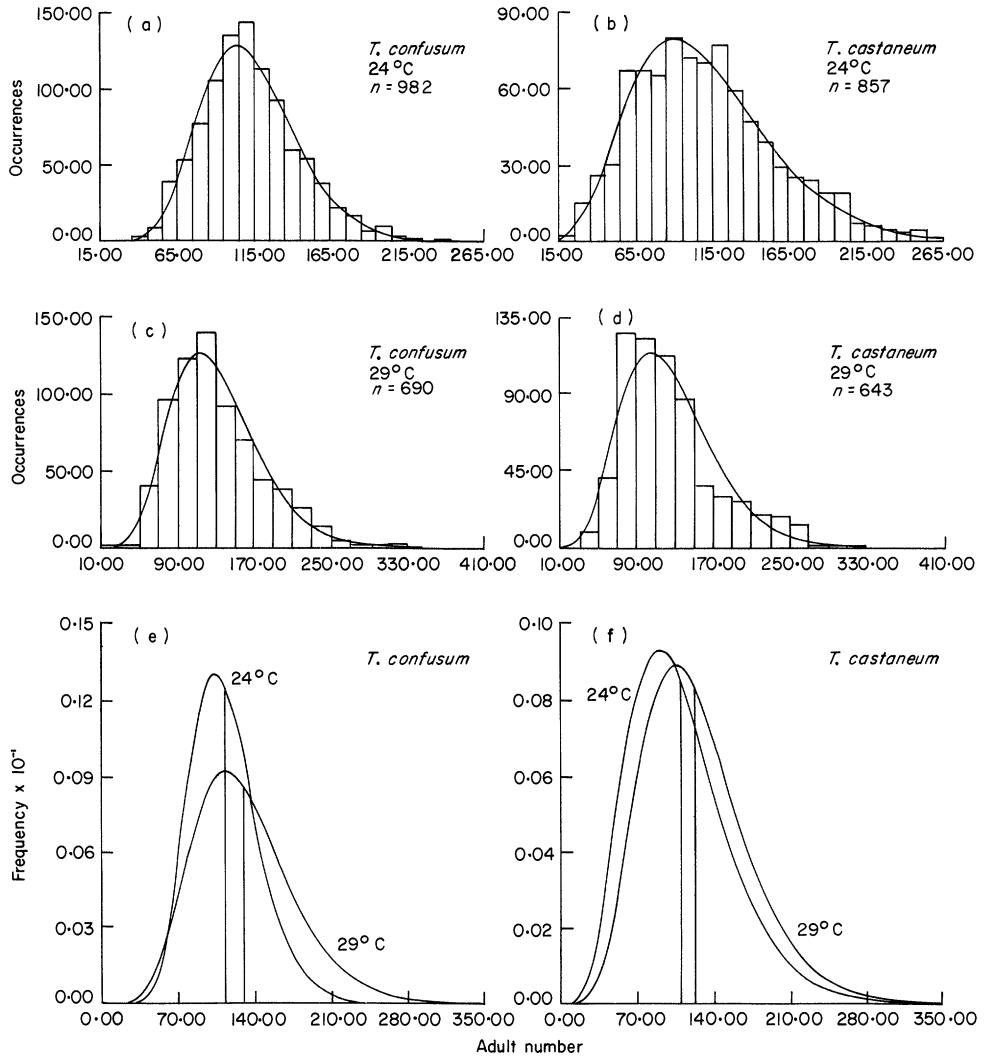 150·00
100·00
50·00
0·00
Occurrences
( a )
T. confusum
24°C
n = 982
15·00 65·00 115·00 165·00 215·00 265·00
90·00
60·00
30·00
0·00
( b )
T. castaneum
24°C
n = 857
15·00 65·00 115·00 165·00 215·00 265·00
150·00
100·00
50·00
0·00
Occurrences
( c )
T. confusum
29°C
n = 690
10·00 90·00 170·00 250·00 330·00 410·00
135·00
90·00
45·00
0·00
( d )
T. castaneum
29°C
n = 643
10·00 90·00 170·00 250·00 330·00 410·00
0·15
0·12
0·09
0·06
0·03
0·00
Frequency x 10⁻¹
( e )
T. confusum
24°C
29°C
0·00 70·00 140·00 210·00 280·00 350·00
0·10
0·08
0·06
0·04
0·02
0·00
( f )
T. castaneum
24°C
29°C
0·00 70·00 140·00 210·00 280·00 350·00
Adult number